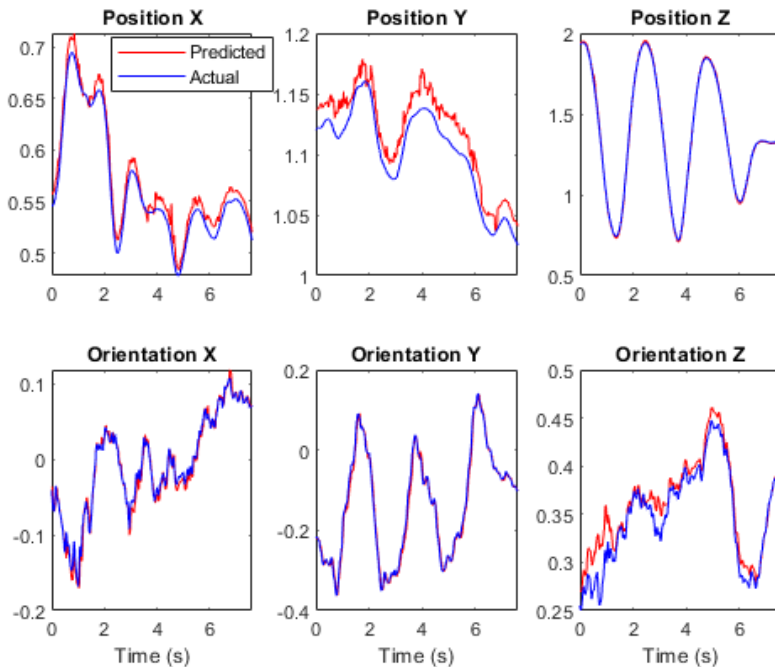 Position X
Position Y
Position Z
0.7
0.65
0.6
0.55
0.5
0 2 4 6
Predicted
Actual
1.2
1.15
1.1
1.05
1
0 2 4 6
2
1.5
1
0.5
0 2 4 6
Orientation X
Orientation Y
Orientation Z
0.1
0
-0.1
-0.2
0 2 4 6
Time (s)
0.2
0
-0.2
-0.4
0 2 4 6
Time (s)
0.5
0.45
0.4
0.35
0.3
0.25
0 2 4 6
Time (s)